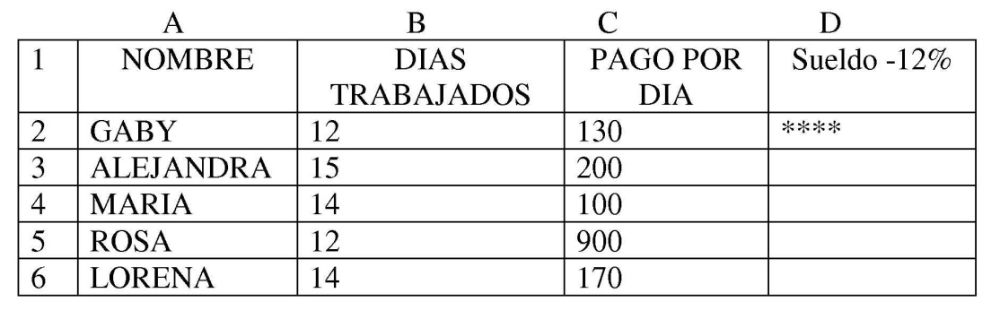 A B C D
1 NOMBRE DIAS TRABAJADOS PAGO POR DIA Sueldo -12%
2 GABY 12 130 ****
3 ALEJANDRA 15 200
4 MARIA 14 100
5 ROSA 12 900
6 LORENA 14 170